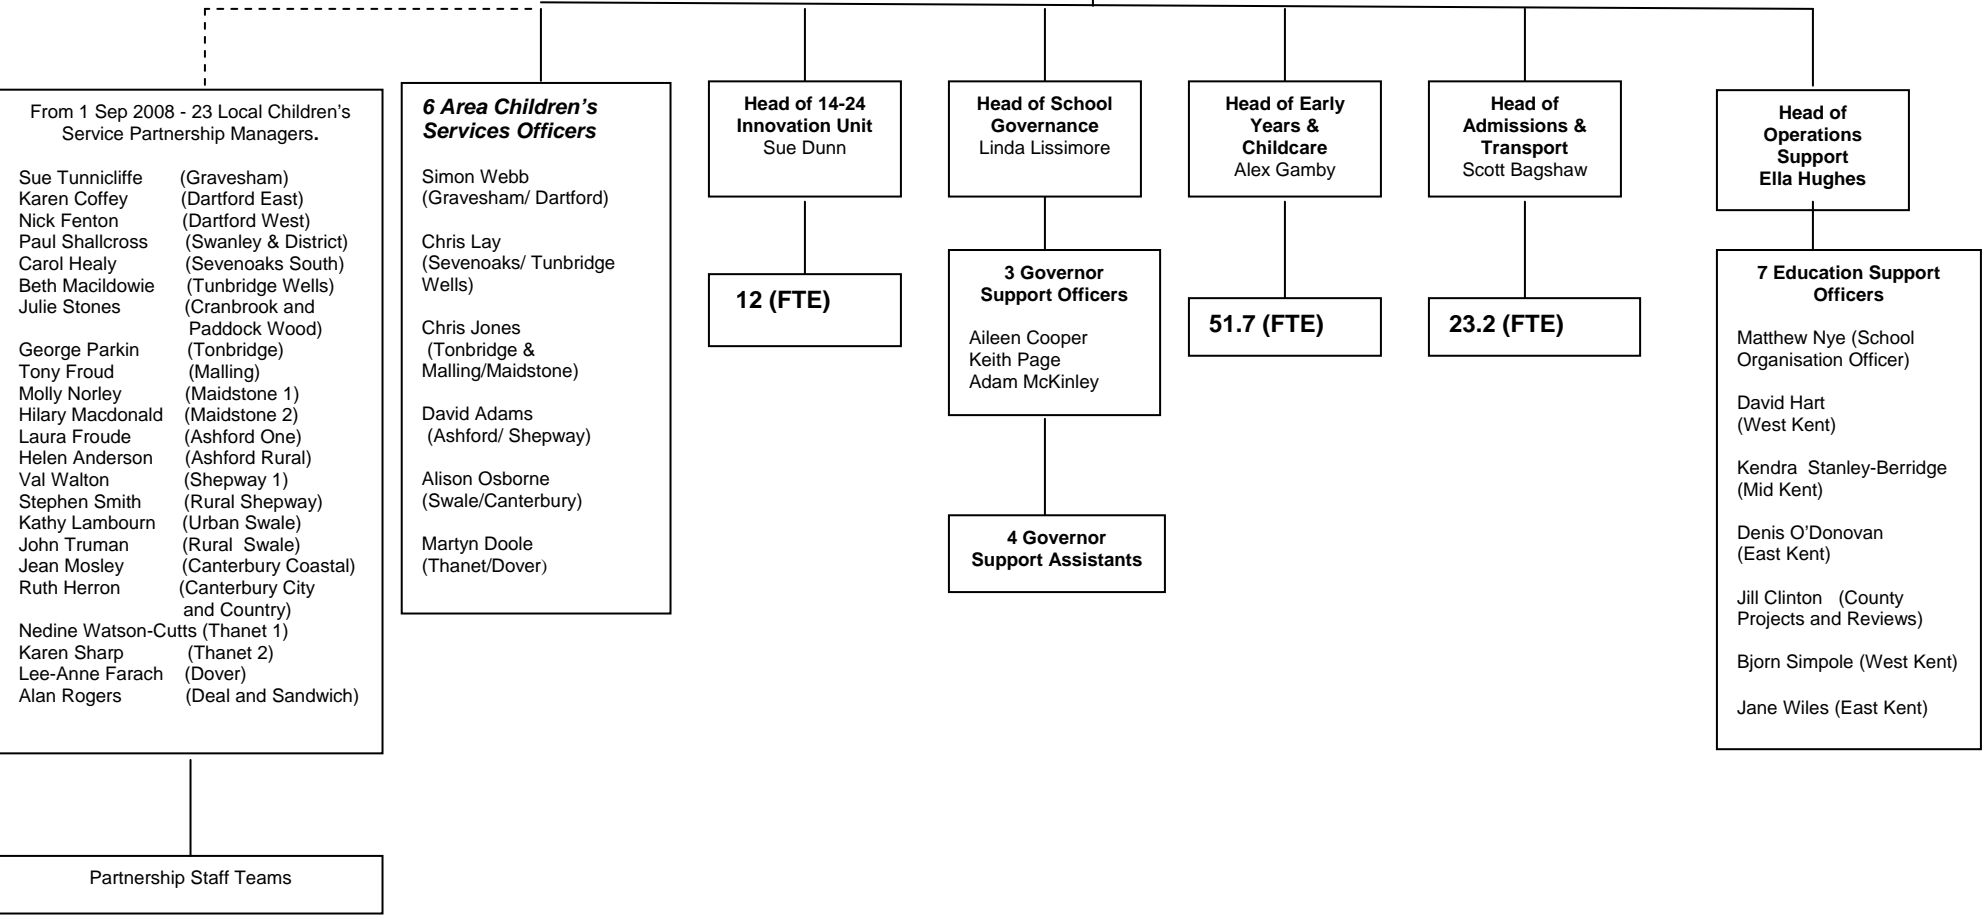 From 1 Sep 2008 - 23 Local Children's
Service Partnership Managers.
Sue Tunnicliffe (Gravesham)
Karen Coffey (Dartford East)
Nick Fenton (Dartford West)
Paul Shallcross (Swanley & District)
Carol Healy (Sevenoaks South)
Beth Macildowie (Tunbridge Wells)
Julie Stones (Cranbrook and
Paddock Wood)
George Parkin (Tonbridge)
Tony Froud (Malling)
Molly Norley (Maidstone 1)
Hilary Macdonald (Maidstone 2)
Laura Froude (Ashford One)
Helen Anderson (Ashford Rural)
Val Walton (Shepway 1)
Stephen Smith (Rural Shepway)
Kathy Lambourn (Urban Swale)
John Truman (Rural Swale)
Jean Mosley (Canterbury Coastal)
Ruth Herron (Canterbury City
and Country)
Nedine Watson-Cutts (Thanet 1)
Karen Sharp (Thanet 2)
Lee-Anne Farach (Dover)
Alan Rogers (Deal and Sandwich)
Partnership Staff Teams
6 Area Children's
Services Officers
Simon Webb
(Gravesham/ Dartford)
Chris Lay
(Sevenoaks/ Tunbridge
Wells)
Chris Jones
(Tonbridge &
Malling/Maidstone)
David Adams
(Ashford/ Shepway)
Alison Osborne
(Swale/Canterbury)
Martyn Doole
(Thanet/Dover)
Head of 14-24
Innovation Unit
Sue Dunn
12 (FTE)
Head of School
Governance
Linda Lissimore
3 Governor
Support Officers
Aileen Cooper
Keith Page
Adam McKinley
4 Governor
Support Assistants
Head of Early
Years &
Childcare
Alex Gamby
51.7 (FTE)
Head of
Admissions &
Transport
Scott Bagshaw
23.2 (FTE)
Head of
Operations
Support
Ella Hughes
7 Education Support
Officers
Matthew Nye (School
Organisation Officer)
David Hart
(West Kent)
Kendra Stanley-Berridge
(Mid Kent)
Denis O'Donovan
(East Kent)
Jill Clinton (County
Projects and Reviews)
Bjorn Simpole (West Kent)
Jane Wiles (East Kent)